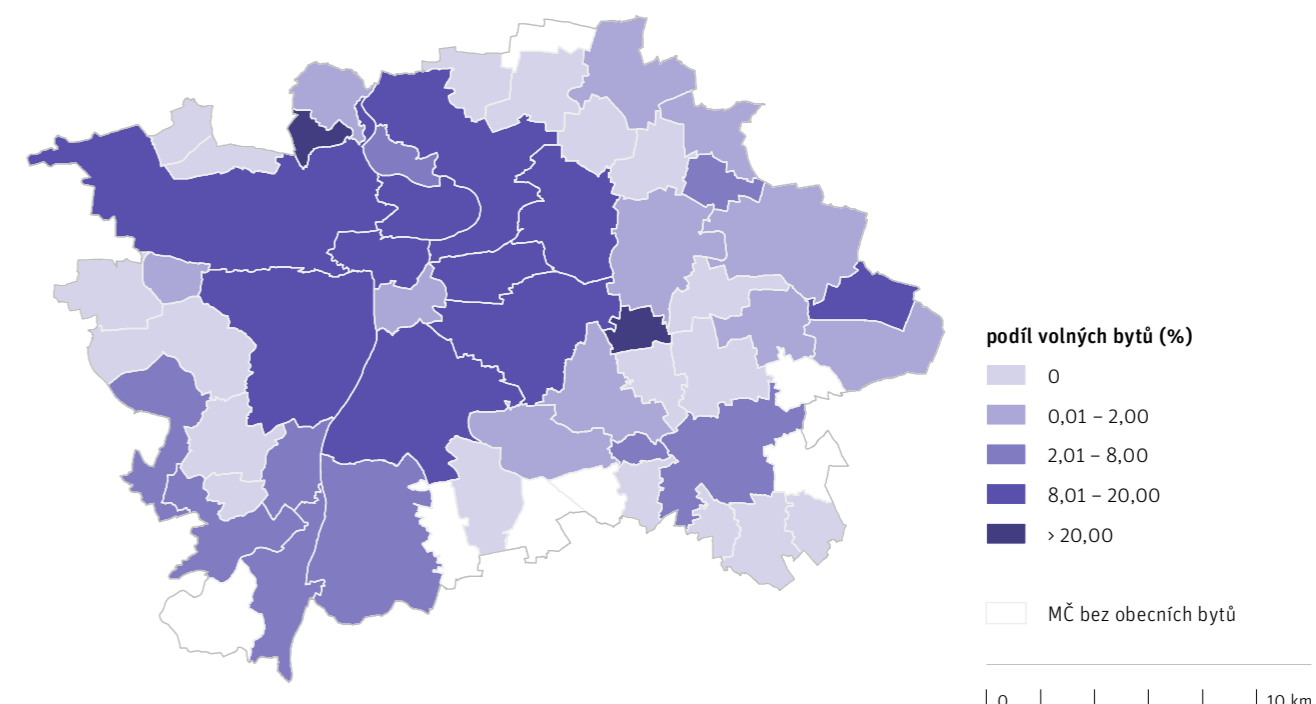 podíl volných bytů (%)
0
0,01 – 2,00
2,01 – 8,00
8,01 – 20,00
> 20,00
MČ bez obecních bytů
0 10 km